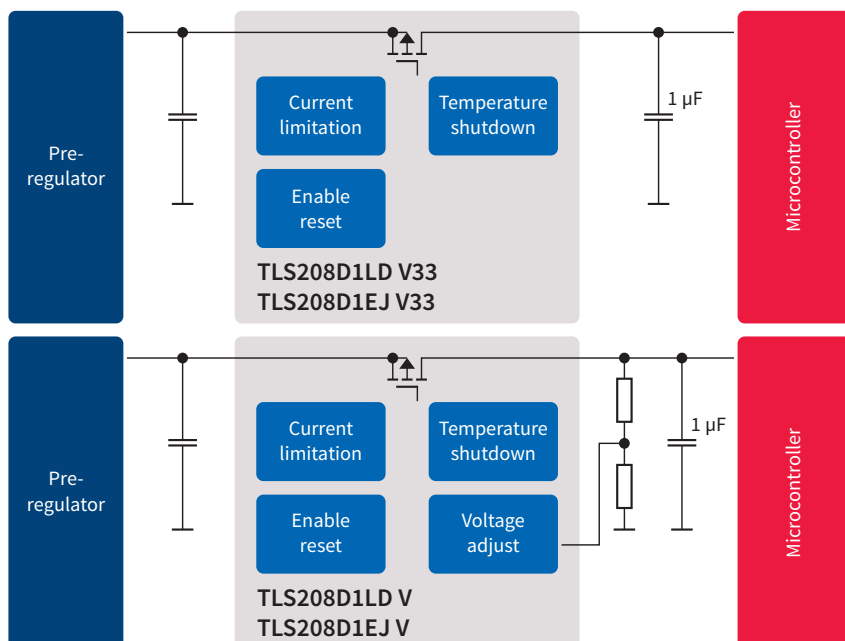 Pre-
regulator
Current
limitation
Temperature
shutdown
Enable
reset
TLS208D1LD V33
TLS208D1EJ V33
1 µF
Microcontroller
Pre-
regulator
Current
limitation
Temperature
shutdown
Enable
reset
Voltage
adjust
TLS208D1LD V
TLS208D1EJ V
1 µF
Microcontroller